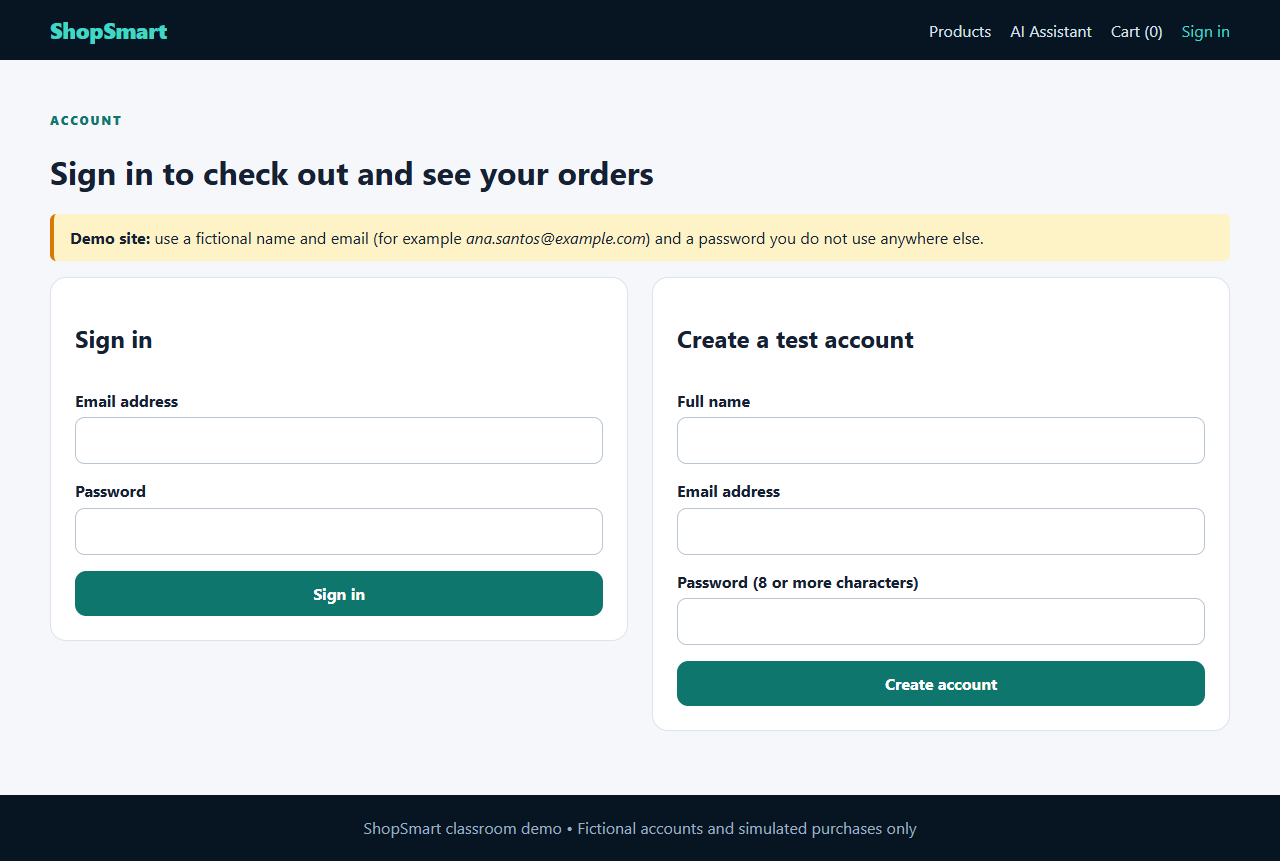 ShopSmart
Products AI Assistant Cart (0) Sign in
ACCOUNT
Sign in to check out and see your orders
Demo site: use a fictional name and email (for example ana.santos@example.com) and a password you do not use anywhere else.
Sign in
Email address
Password
Sign in
Create a test account
Full name
Email address
Password (8 or more characters)
Create account
ShopSmart classroom demo • Fictional accounts and simulated purchases only